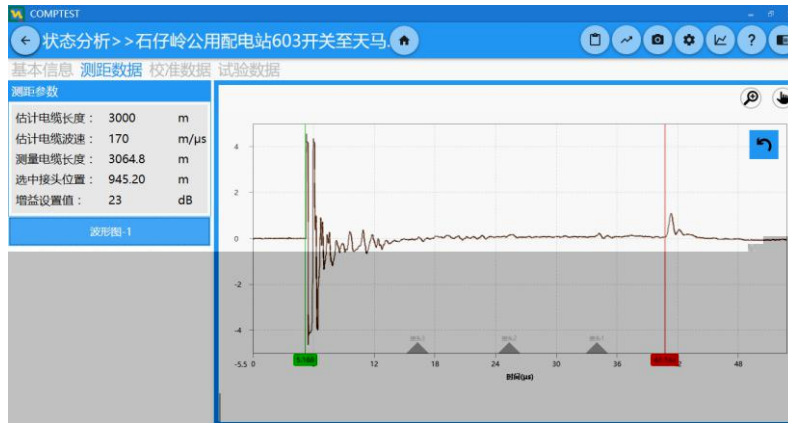 COMPTEST
状态分析>>石仔岭公用配电站603开关至天马.
基本信息 测距数据 校准数据 试验数据
测距参数
估计电缆长度： 3000 m
估计电缆波速： 170 m/μs
测量电缆长度： 3064.8 m
选中接头位置： 945.20 m
增益设置值： 23 dB
波形图-1
4
2
0
-2
-4
-5.5 0 12 18 24 30 36 2 48
时间(μs)